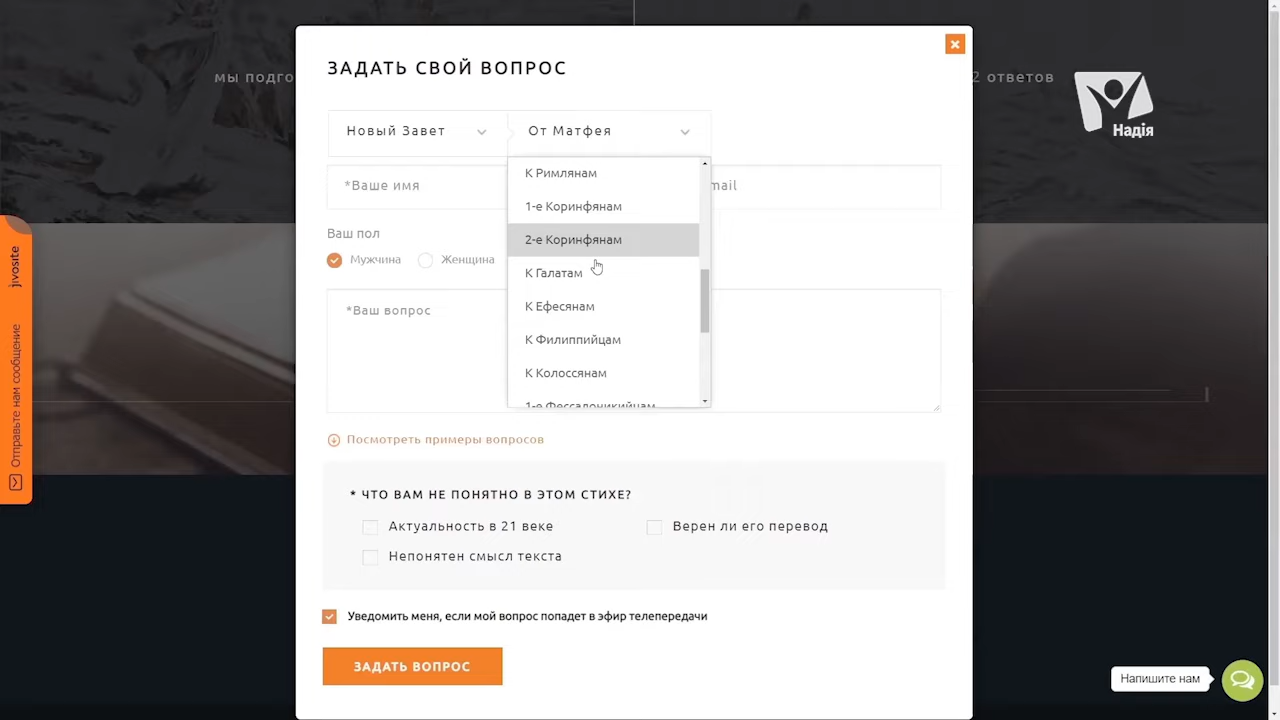 ЗАДАТЬ СВОЙ ВОПРОС
мы подго
2 ответов
Надія
Новый Завет
От Матфея
К Римлянам
*Ваше имя
mail
1-е Коринфянам
Ваш пол
2-е Коринфянам
Мужчина
Женщина
К Галатам
*Ваш вопрос
К Ефесянам
К Филиппийцам
К Колоссянам
1-е Фессалоникийцам
Посмотреть примеры вопросов
* ЧТО ВАМ НЕ ПОНЯТНО В ЭТОМ СТИХЕ?
Актуальность в 21 веке
Верен ли его перевод
Непонятен смысл текста
Уведомить меня, если мой вопрос попадет в эфир телепередачи
ЗАДАТЬ ВОПРОС
Напишите нам
jivosite
Отправьте нам сообщение